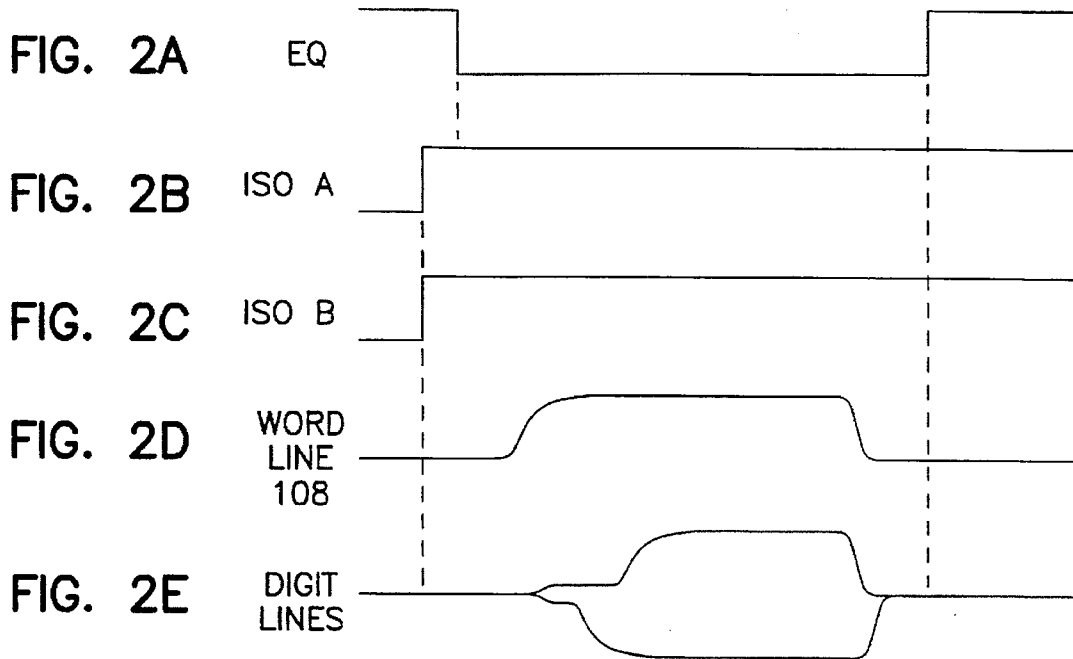 FIG. 2A EQ
FIG. 2B ISO A
FIG. 2C ISO B
FIG. 2D WORD
LINE
108
FIG. 2E DIGIT
LINES